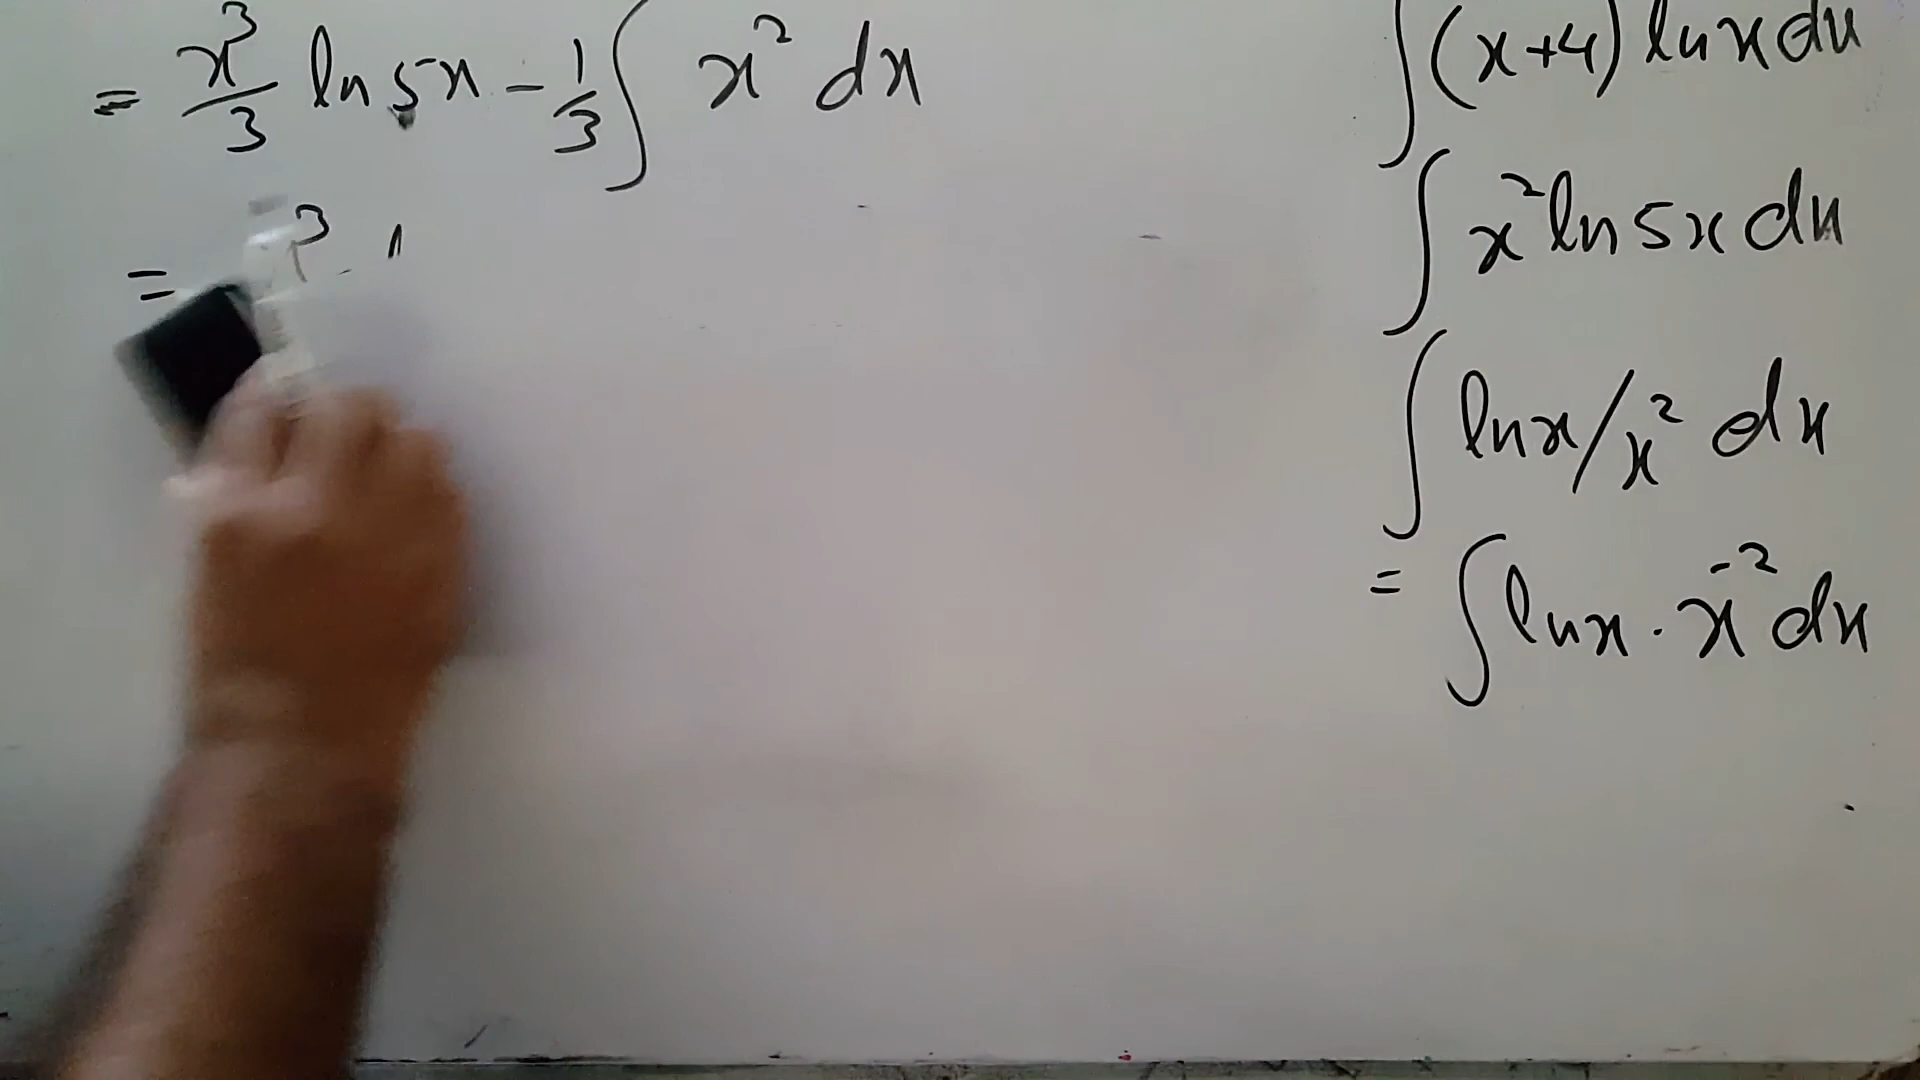 = x³/3 ln 5x - 1/3 ∫ x² dx
= ³
∫(x+4) ln x dx
∫ x² ln 5x dx
∫ ln x / x² dx
= ∫ ln x · x⁻² dx